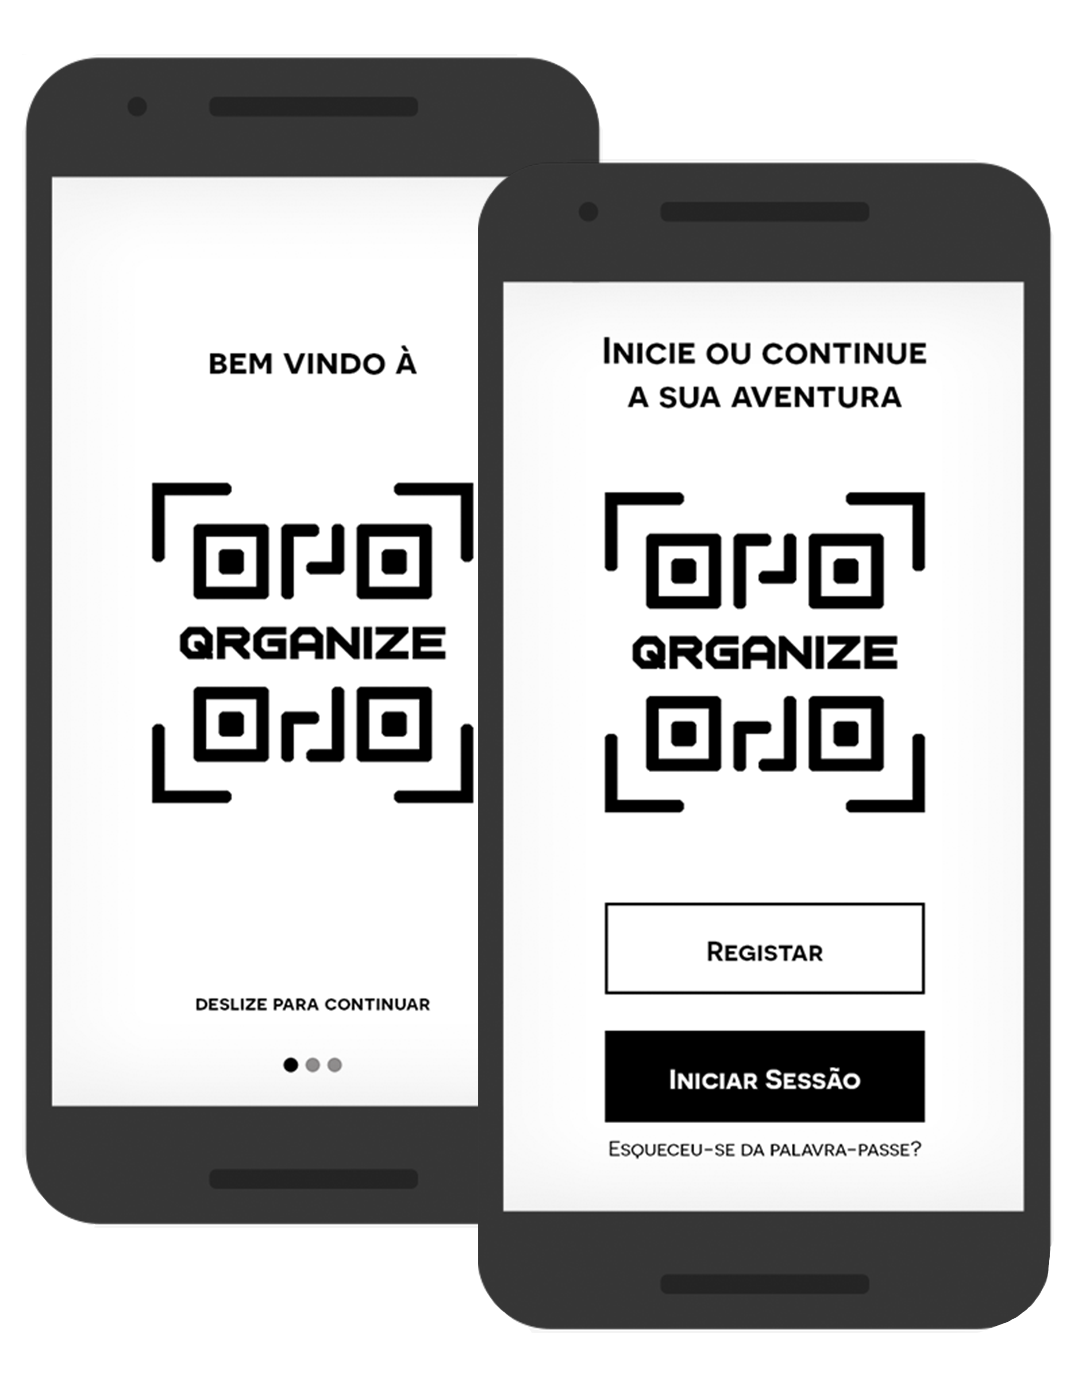 BEM VINDO À
QRGANIZE
DESLIZE PARA CONTINUAR
INICIE OU CONTINUE
A SUA AVENTURA
QRGANIZE
REGISTAR
INICIAR SESSÃO
ESQUECEU-SE DA PALAVRA-PASSE?